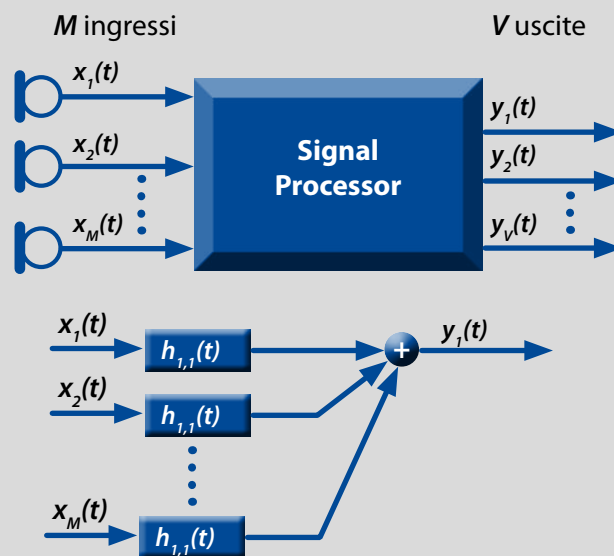 M ingressi
V uscite
x1(t)
x2(t)
xM(t)
Signal
Processor
y1(t)
y2(t)
yV(t)
x1(t)
h1,1(t)
+
y1(t)
x2(t)
h1,1(t)
xM(t)
h1,1(t)